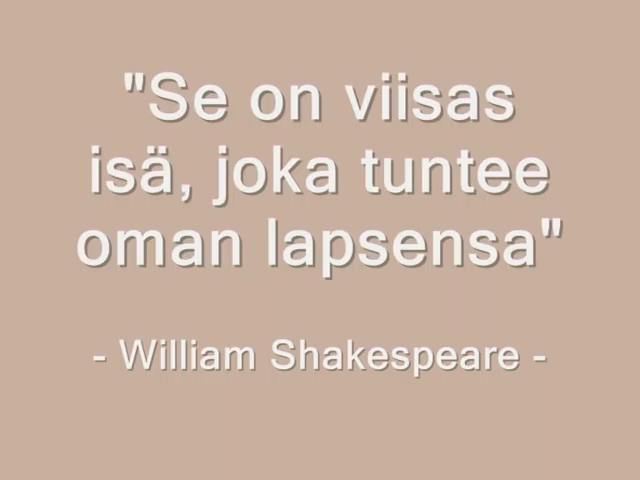 "Se on viisas
isä, joka tuntee
oman lapsensa"
- William Shakespeare -